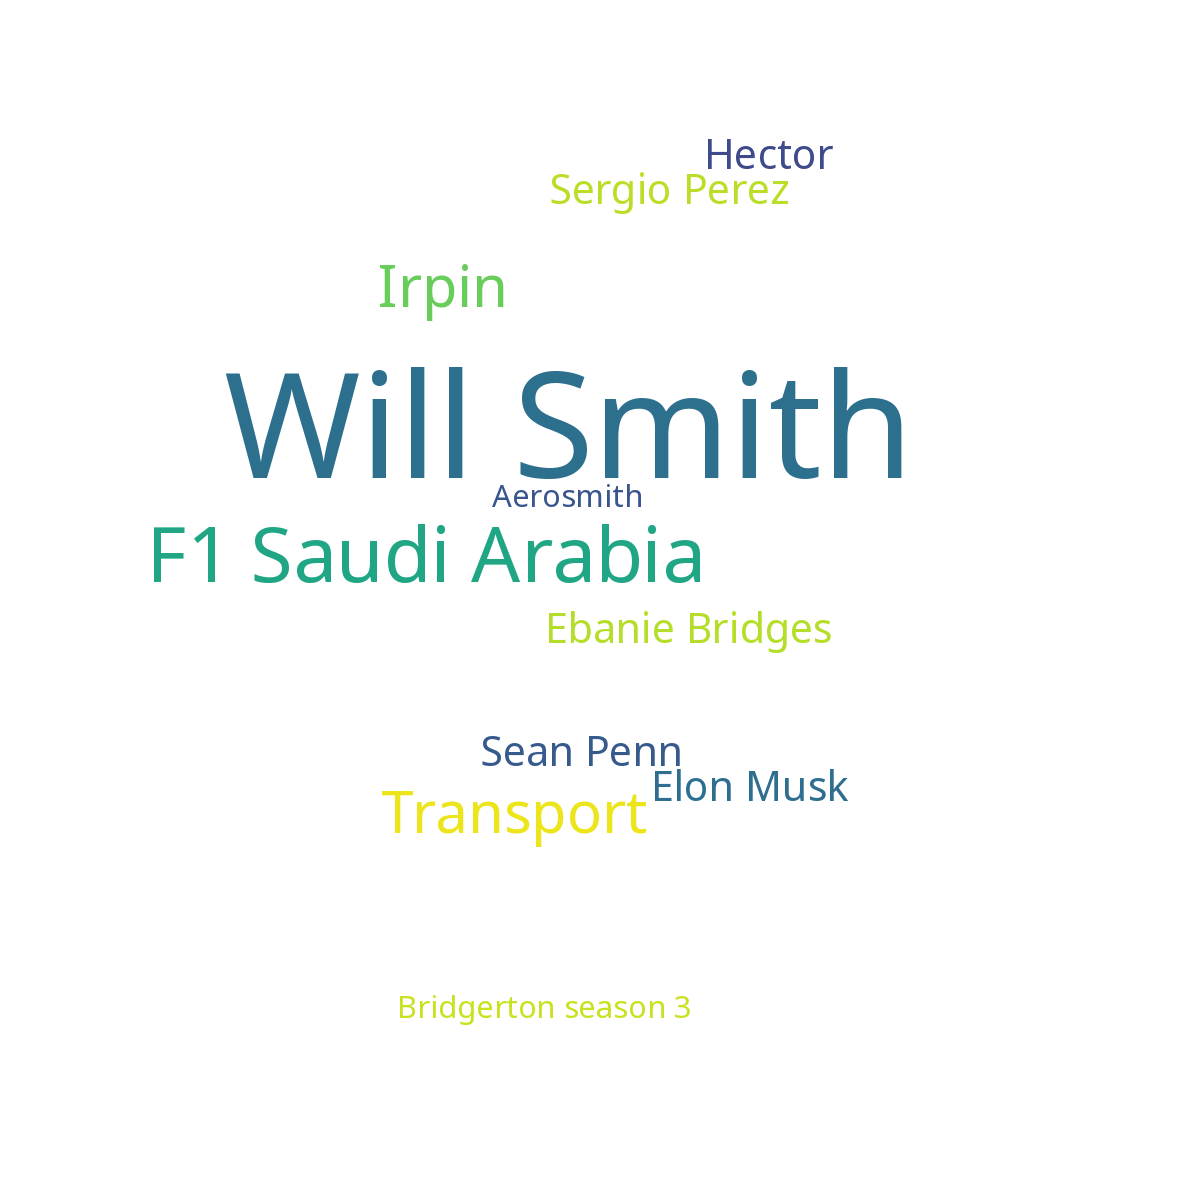 Hector
Sergio Perez
Irpin
Will Smith
Aerosmith
F1 Saudi Arabia
Ebanie Bridges
Sean Penn
Elon Musk
Transport
Bridgerton season 3